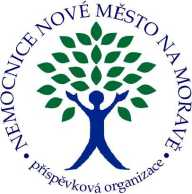 • NEMOCNICE NOVÉ MĚSTO NA MORAVĚ •
příspěvková organizace